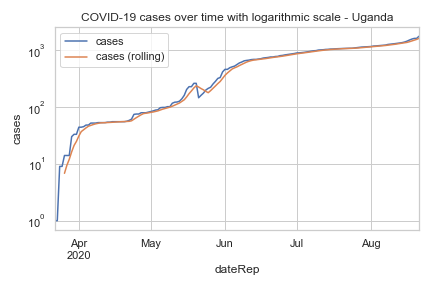 COVID-19 cases over time with logarithmic scale - Uganda
cases
cases (rolling)
10³
10²
10¹
10⁰
cases
Apr
2020
May
Jun
Jul
Aug
dateRep